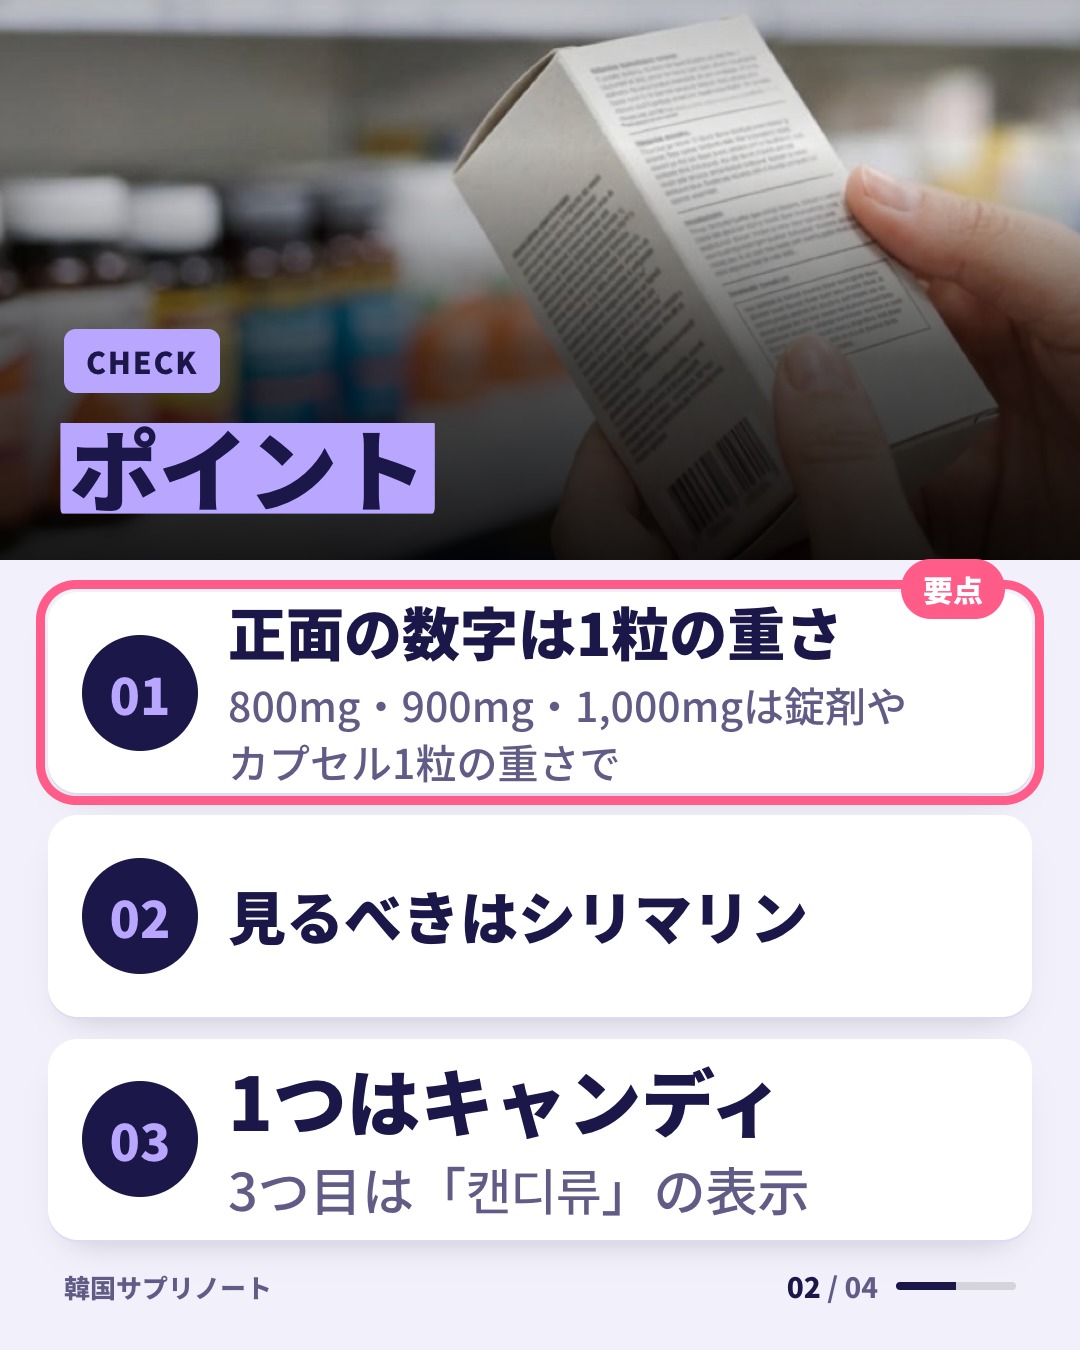 CHECK
ポイント
要点
01
正面の数字は1粒の重さ
800mg・900mg・1,000mgは錠剤や
カプセル1粒の重さで
02
見るべきはシリマリン
03
1つはキャンディ
3つ目は「캔디류」の表示
韓国サプリノート
02 / 04